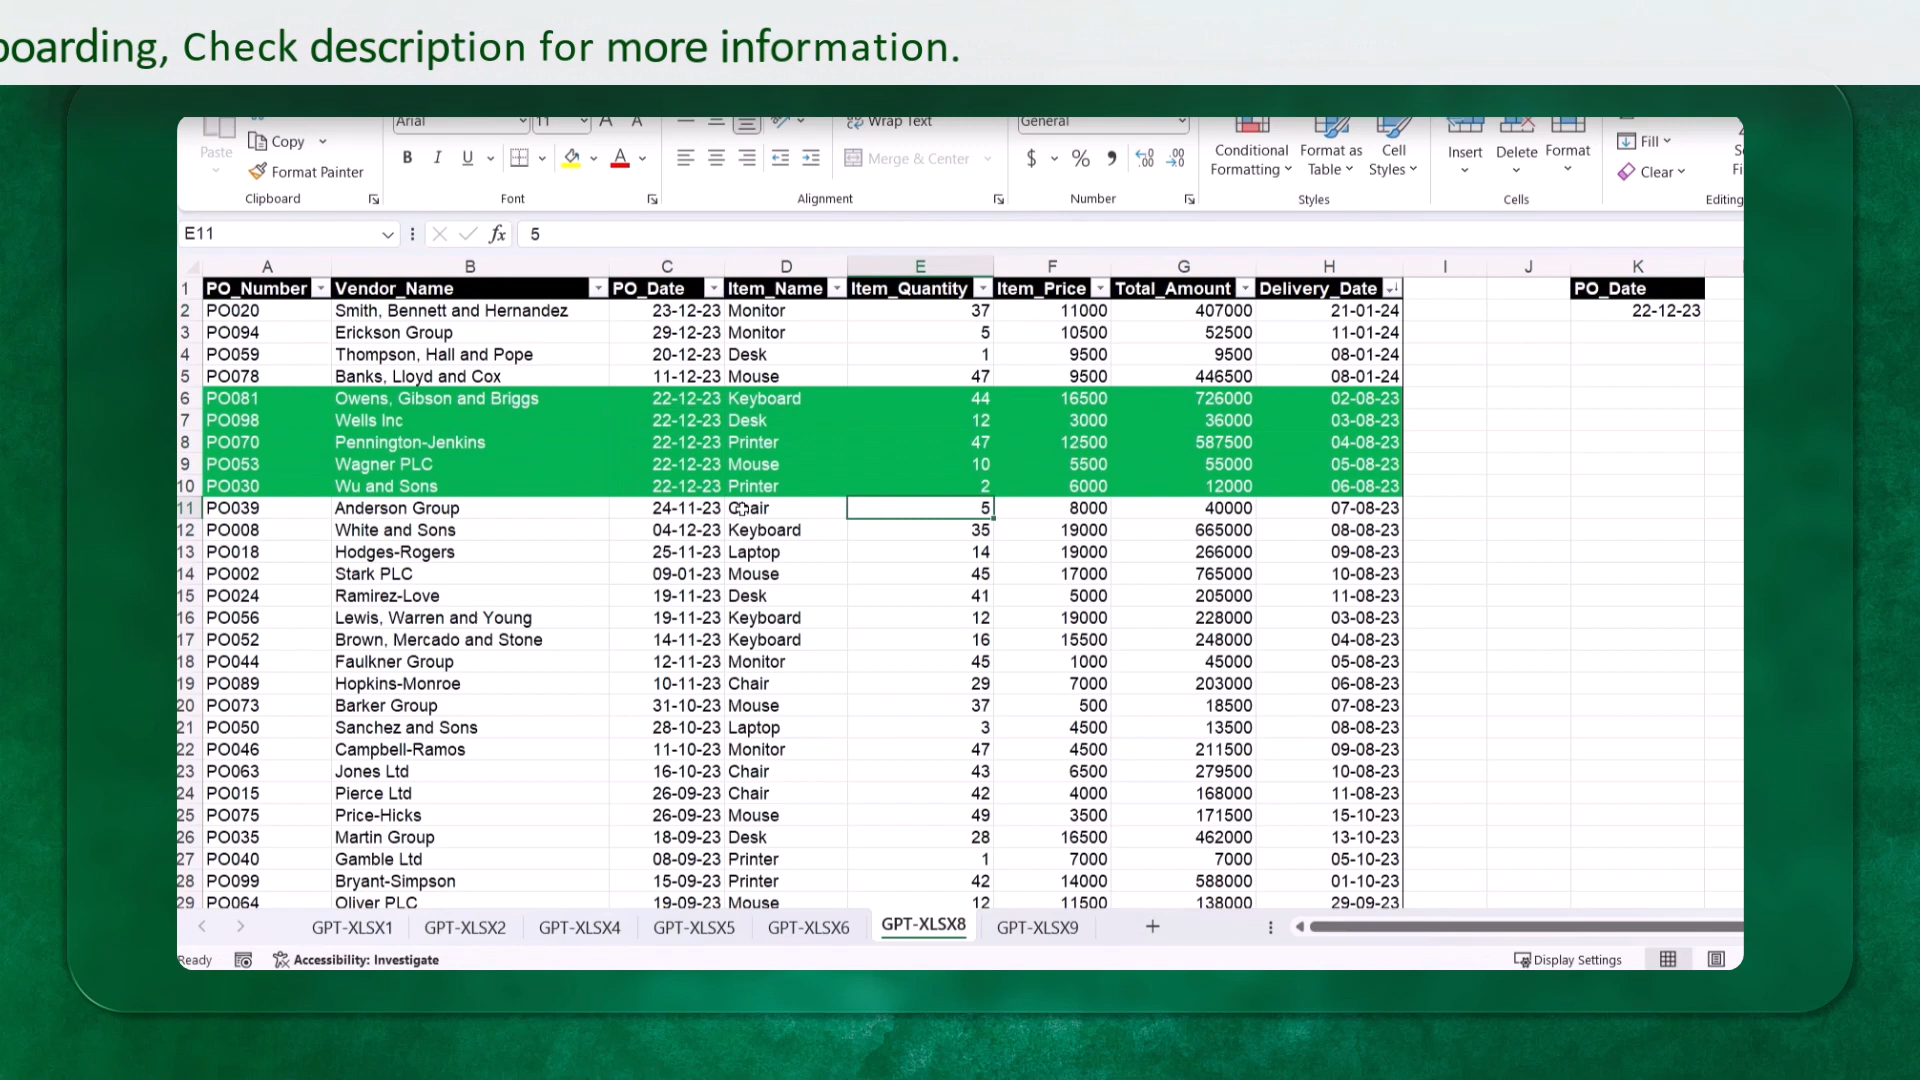 boarding, Check description for more information.
Paste
Copy
Format Painter
Clipboard
Arial 11 A A
B I U A
Font
Wrap Text
Merge & Center
Alignment
General
$ % ,
Number
Conditional Formatting
Format as Table
Cell Styles
Styles
Insert Delete Format
Cells
Fill
Clear
Editing
E11 fx 5
A B C D E F G H I J K
1 PO_Number Vendor_Name PO_Date Item_Name Item_Quantity Item_Price Total_Amount Delivery_Date PO_Date
2 PO020 Smith, Bennett and Hernandez 23-12-23 Monitor 37 11000 407000 21-01-24 22-12-23
3 PO094 Erickson Group 29-12-23 Monitor 5 10500 52500 11-01-24
4 PO059 Thompson, Hall and Pope 20-12-23 Desk 1 9500 9500 08-01-24
5 PO078 Banks, Lloyd and Cox 11-12-23 Mouse 47 9500 446500 08-01-24
6 PO081 Owens, Gibson and Briggs 22-12-23 Keyboard 44 16500 726000 02-08-23
7 PO098 Wells Inc 22-12-23 Desk 12 3000 36000 03-08-23
8 PO070 Pennington-Jenkins 22-12-23 Printer 47 12500 587500 04-08-23
9 PO053 Wagner PLC 22-12-23 Mouse 10 5500 55000 05-08-23
10 PO030 Wu and Sons 22-12-23 Printer 2 6000 12000 06-08-23
11 PO039 Anderson Group 24-11-23 Chair 5 8000 40000 07-08-23
12 PO008 White and Sons 04-12-23 Keyboard 35 19000 665000 08-08-23
13 PO018 Hodges-Rogers 25-11-23 Laptop 14 19000 266000 09-08-23
14 PO002 Stark PLC 09-01-23 Mouse 45 17000 765000 10-08-23
15 PO024 Ramirez-Love 19-11-23 Desk 41 5000 205000 11-08-23
16 PO056 Lewis, Warren and Young 19-11-23 Keyboard 12 19000 228000 03-08-23
17 PO052 Brown, Mercado and Stone 14-11-23 Keyboard 16 15500 248000 04-08-23
18 PO044 Faulkner Group 12-11-23 Monitor 45 1000 45000 05-08-23
19 PO089 Hopkins-Monroe 10-11-23 Chair 29 7000 203000 06-08-23
20 PO073 Barker Group 31-10-23 Mouse 37 500 18500 07-08-23
21 PO050 Sanchez and Sons 28-10-23 Laptop 3 4500 13500 08-08-23
22 PO046 Campbell-Ramos 11-10-23 Monitor 47 4500 211500 09-08-23
23 PO063 Jones Ltd 16-10-23 Chair 43 6500 279500 10-08-23
24 PO015 Pierce Ltd 26-09-23 Chair 42 4000 168000 11-08-23
25 PO075 Price-Hicks 26-09-23 Mouse 49 3500 171500 15-10-23
26 PO035 Martin Group 18-09-23 Desk 28 16500 462000 13-10-23
27 PO040 Gamble Ltd 08-09-23 Printer 1 7000 7000 05-10-23
28 PO099 Bryant-Simpson 15-09-23 Printer 42 14000 588000 01-10-23
29 PO064 Oliver PLC 19-09-23 Mouse 12 11500 138000 29-09-23
GPT-XLSX1 GPT-XLSX2 GPT-XLSX4 GPT-XLSX5 GPT-XLSX6 GPT-XLSX8 GPT-XLSX9 +
Ready Accessibility: Investigate Display Settings